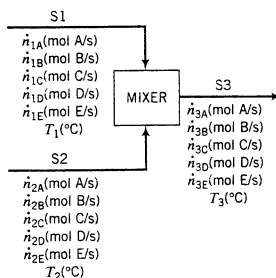 S1
ṅ1A(mol A/s)
ṅ1B(mol B/s)
ṅ1C(mol C/s)
ṅ1D(mol D/s)
ṅ1E(mol E/s)
T1(°C)
MIXER
S3
ṅ3A(mol A/s)
ṅ3B(mol B/s)
ṅ3C(mol C/s)
ṅ3D(mol D/s)
ṅ3E(mol E/s)
T3(°C)
S2
ṅ2A(mol A/s)
ṅ2B(mol B/s)
ṅ2C(mol C/s)
ṅ2D(mol D/s)
ṅ2E(mol E/s)
T2(°C)